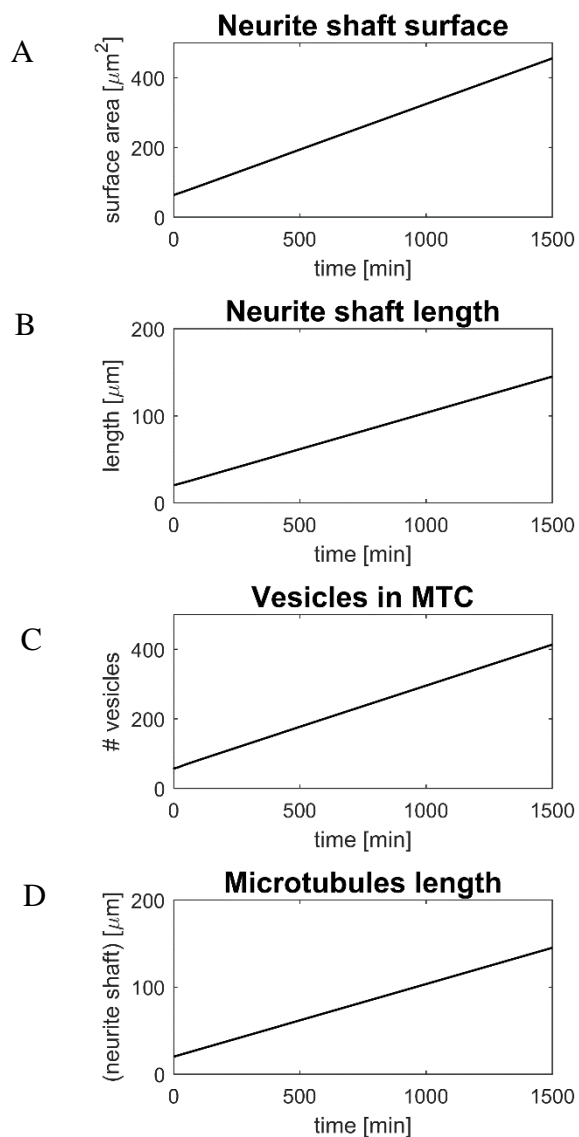 A
Neurite shaft surface
surface area [μm²]
400
200
0
0 500 1000 1500
time [min]
B
Neurite shaft length
length [μm]
200
100
0
0 500 1000 1500
time [min]
C
Vesicles in MTC
# vesicles
400
200
0
0 500 1000 1500
time [min]
D
Microtubules length
(neurite shaft) [μm]
200
100
0
0 500 1000 1500
time [min]